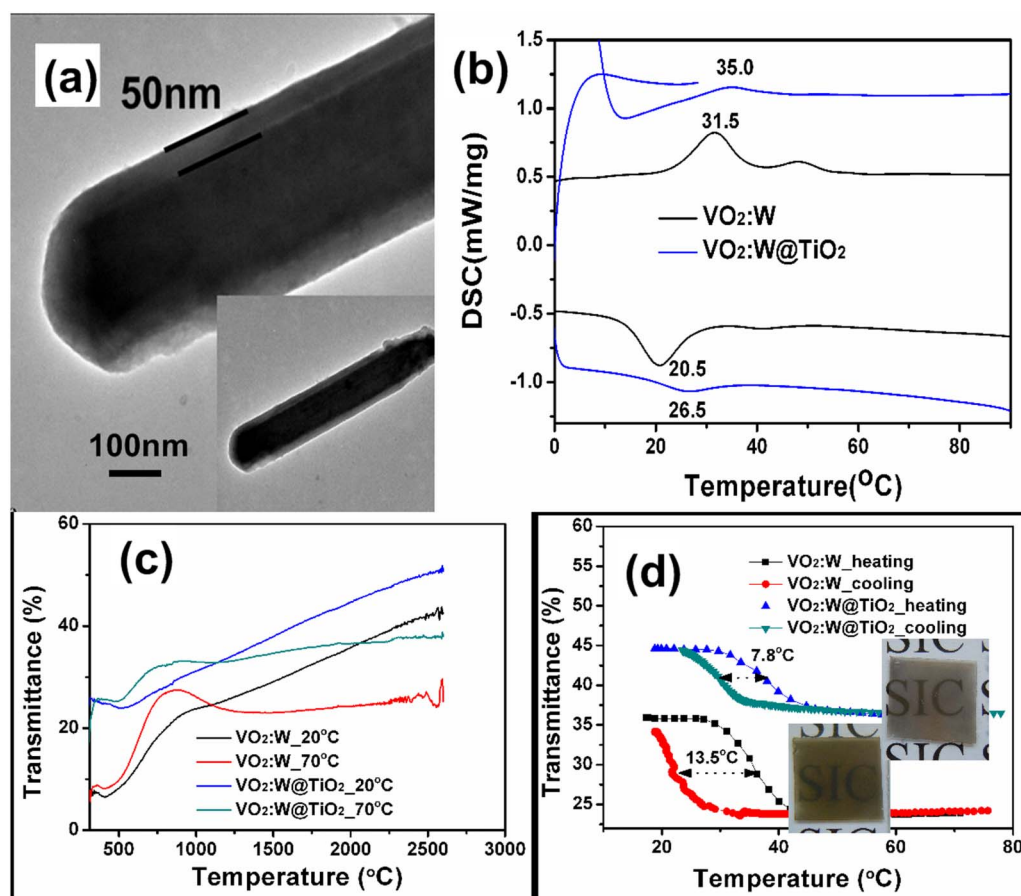 (a)
50nm
100nm
(b)
35.0
31.5
VO₂:W
VO₂:W@TiO₂
20.5
26.5
DSC(mW/mg)
1.5
1.0
0.5
0.0
-0.5
-1.0
0 20 40 60 80
Temperature(°C)
(c)
Transmittance (%)
60
40
20
0
VO₂:W_20°C
VO₂:W_70°C
VO₂:W@TiO₂_20°C
VO₂:W@TiO₂_70°C
500 1000 1500 2000 2500 3000
Temperature (°C)
(d)
Transmittance (%)
60
55
50
45
40
35
30
25
VO₂:W_heating
VO₂:W_cooling
VO₂:W@TiO₂_heating
VO₂:W@TiO₂_cooling
7.8°C
13.5°C
SIC
SIC
20 40 60 80
Temperature (°C)